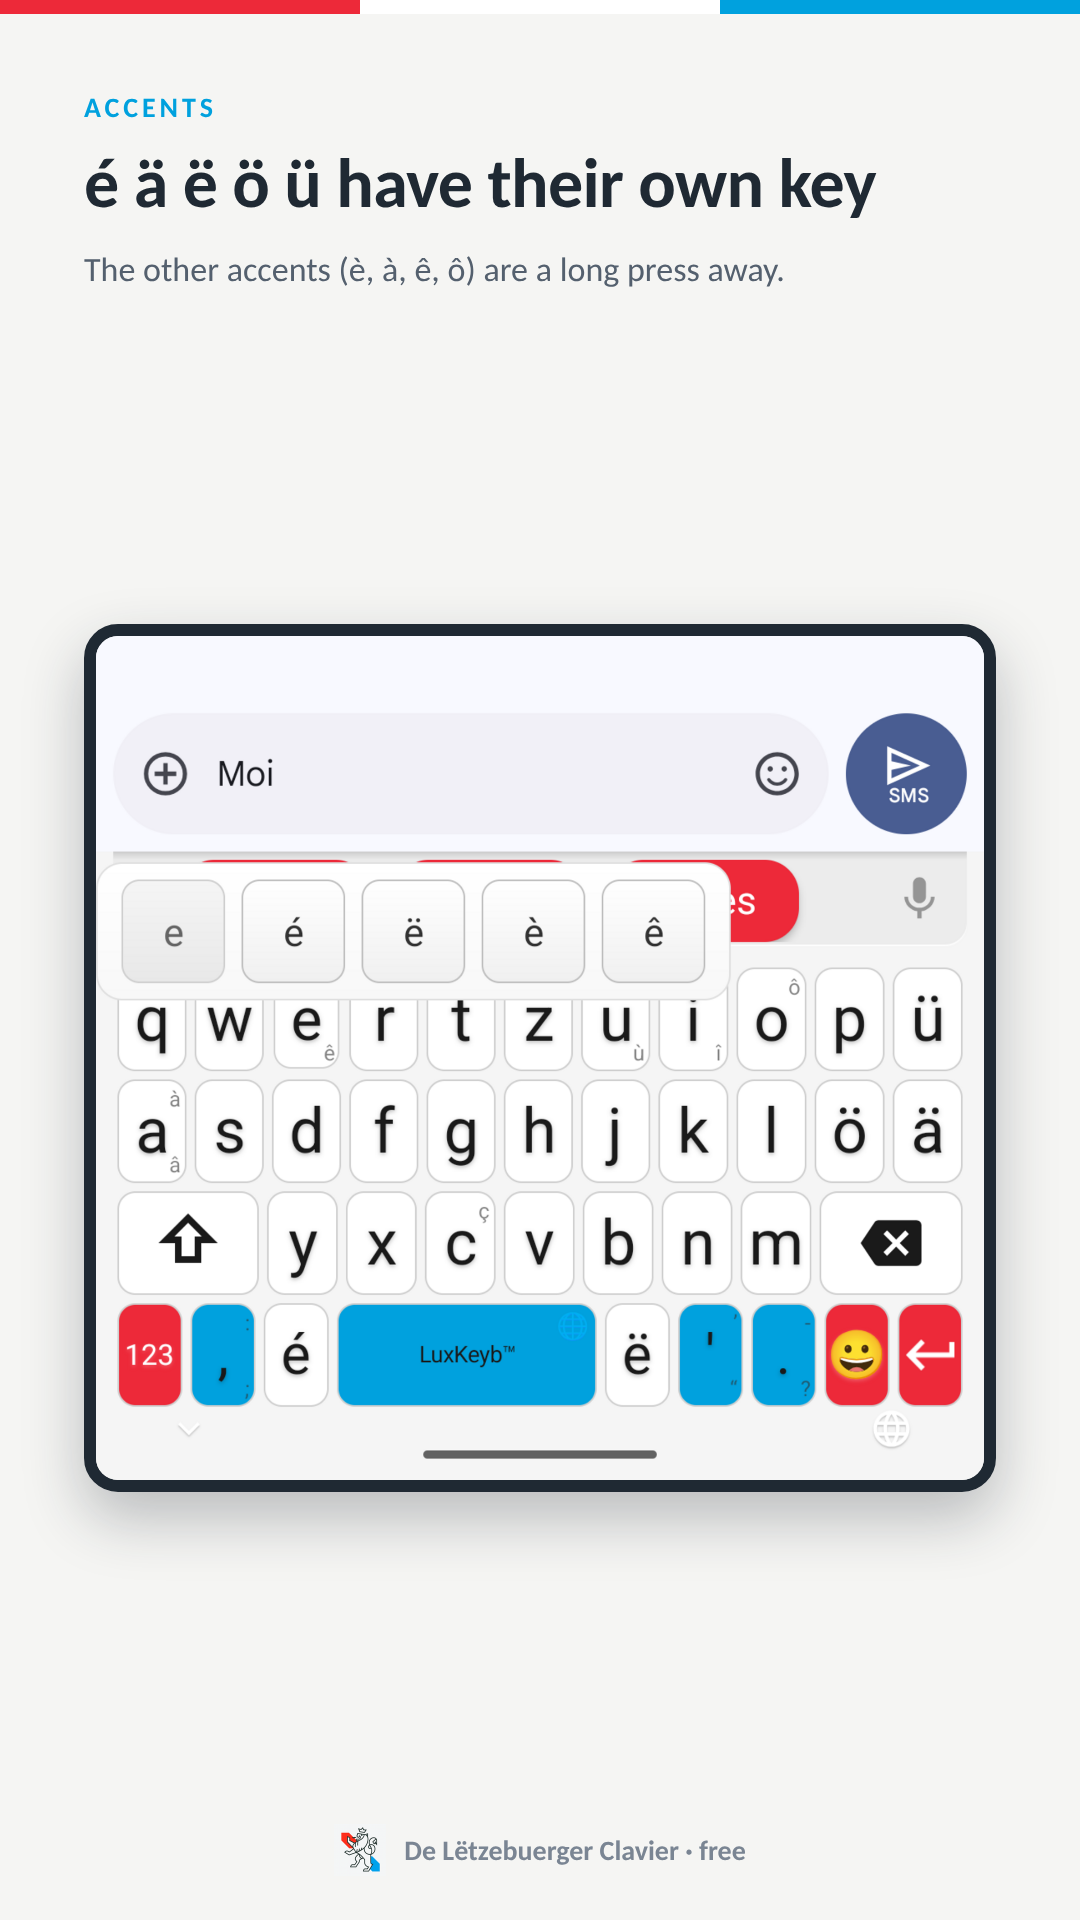 ACCENTS
é ä ë ö ü have their own key
The other accents (è, à, ê, ô) are a long press away.
Moi
SMS
es
e é ë è ê
q w e ê r t z u ù i î o ô p ü
a à â s d f g h j k l ö ä
y x c ç v b n m
123 , : ; é LuxKeyb™ ë ' “ . - ?
De Lëtzebuerger Clavier · free